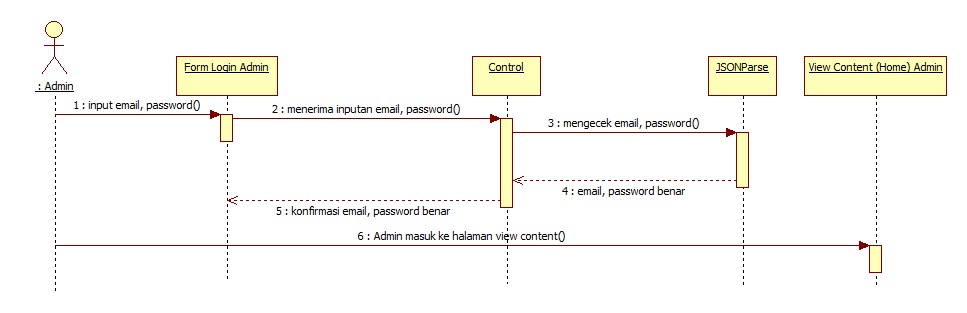 : Admin
Form Login Admin
Control
JSONParse
View Content (Home) Admin
1 : input email, password()
2 : menerima inputan email, password()
3 : mengecek email, password()
4 : email, password benar
5 : konfirmasi email, password benar
6 : Admin masuk ke halaman view content()